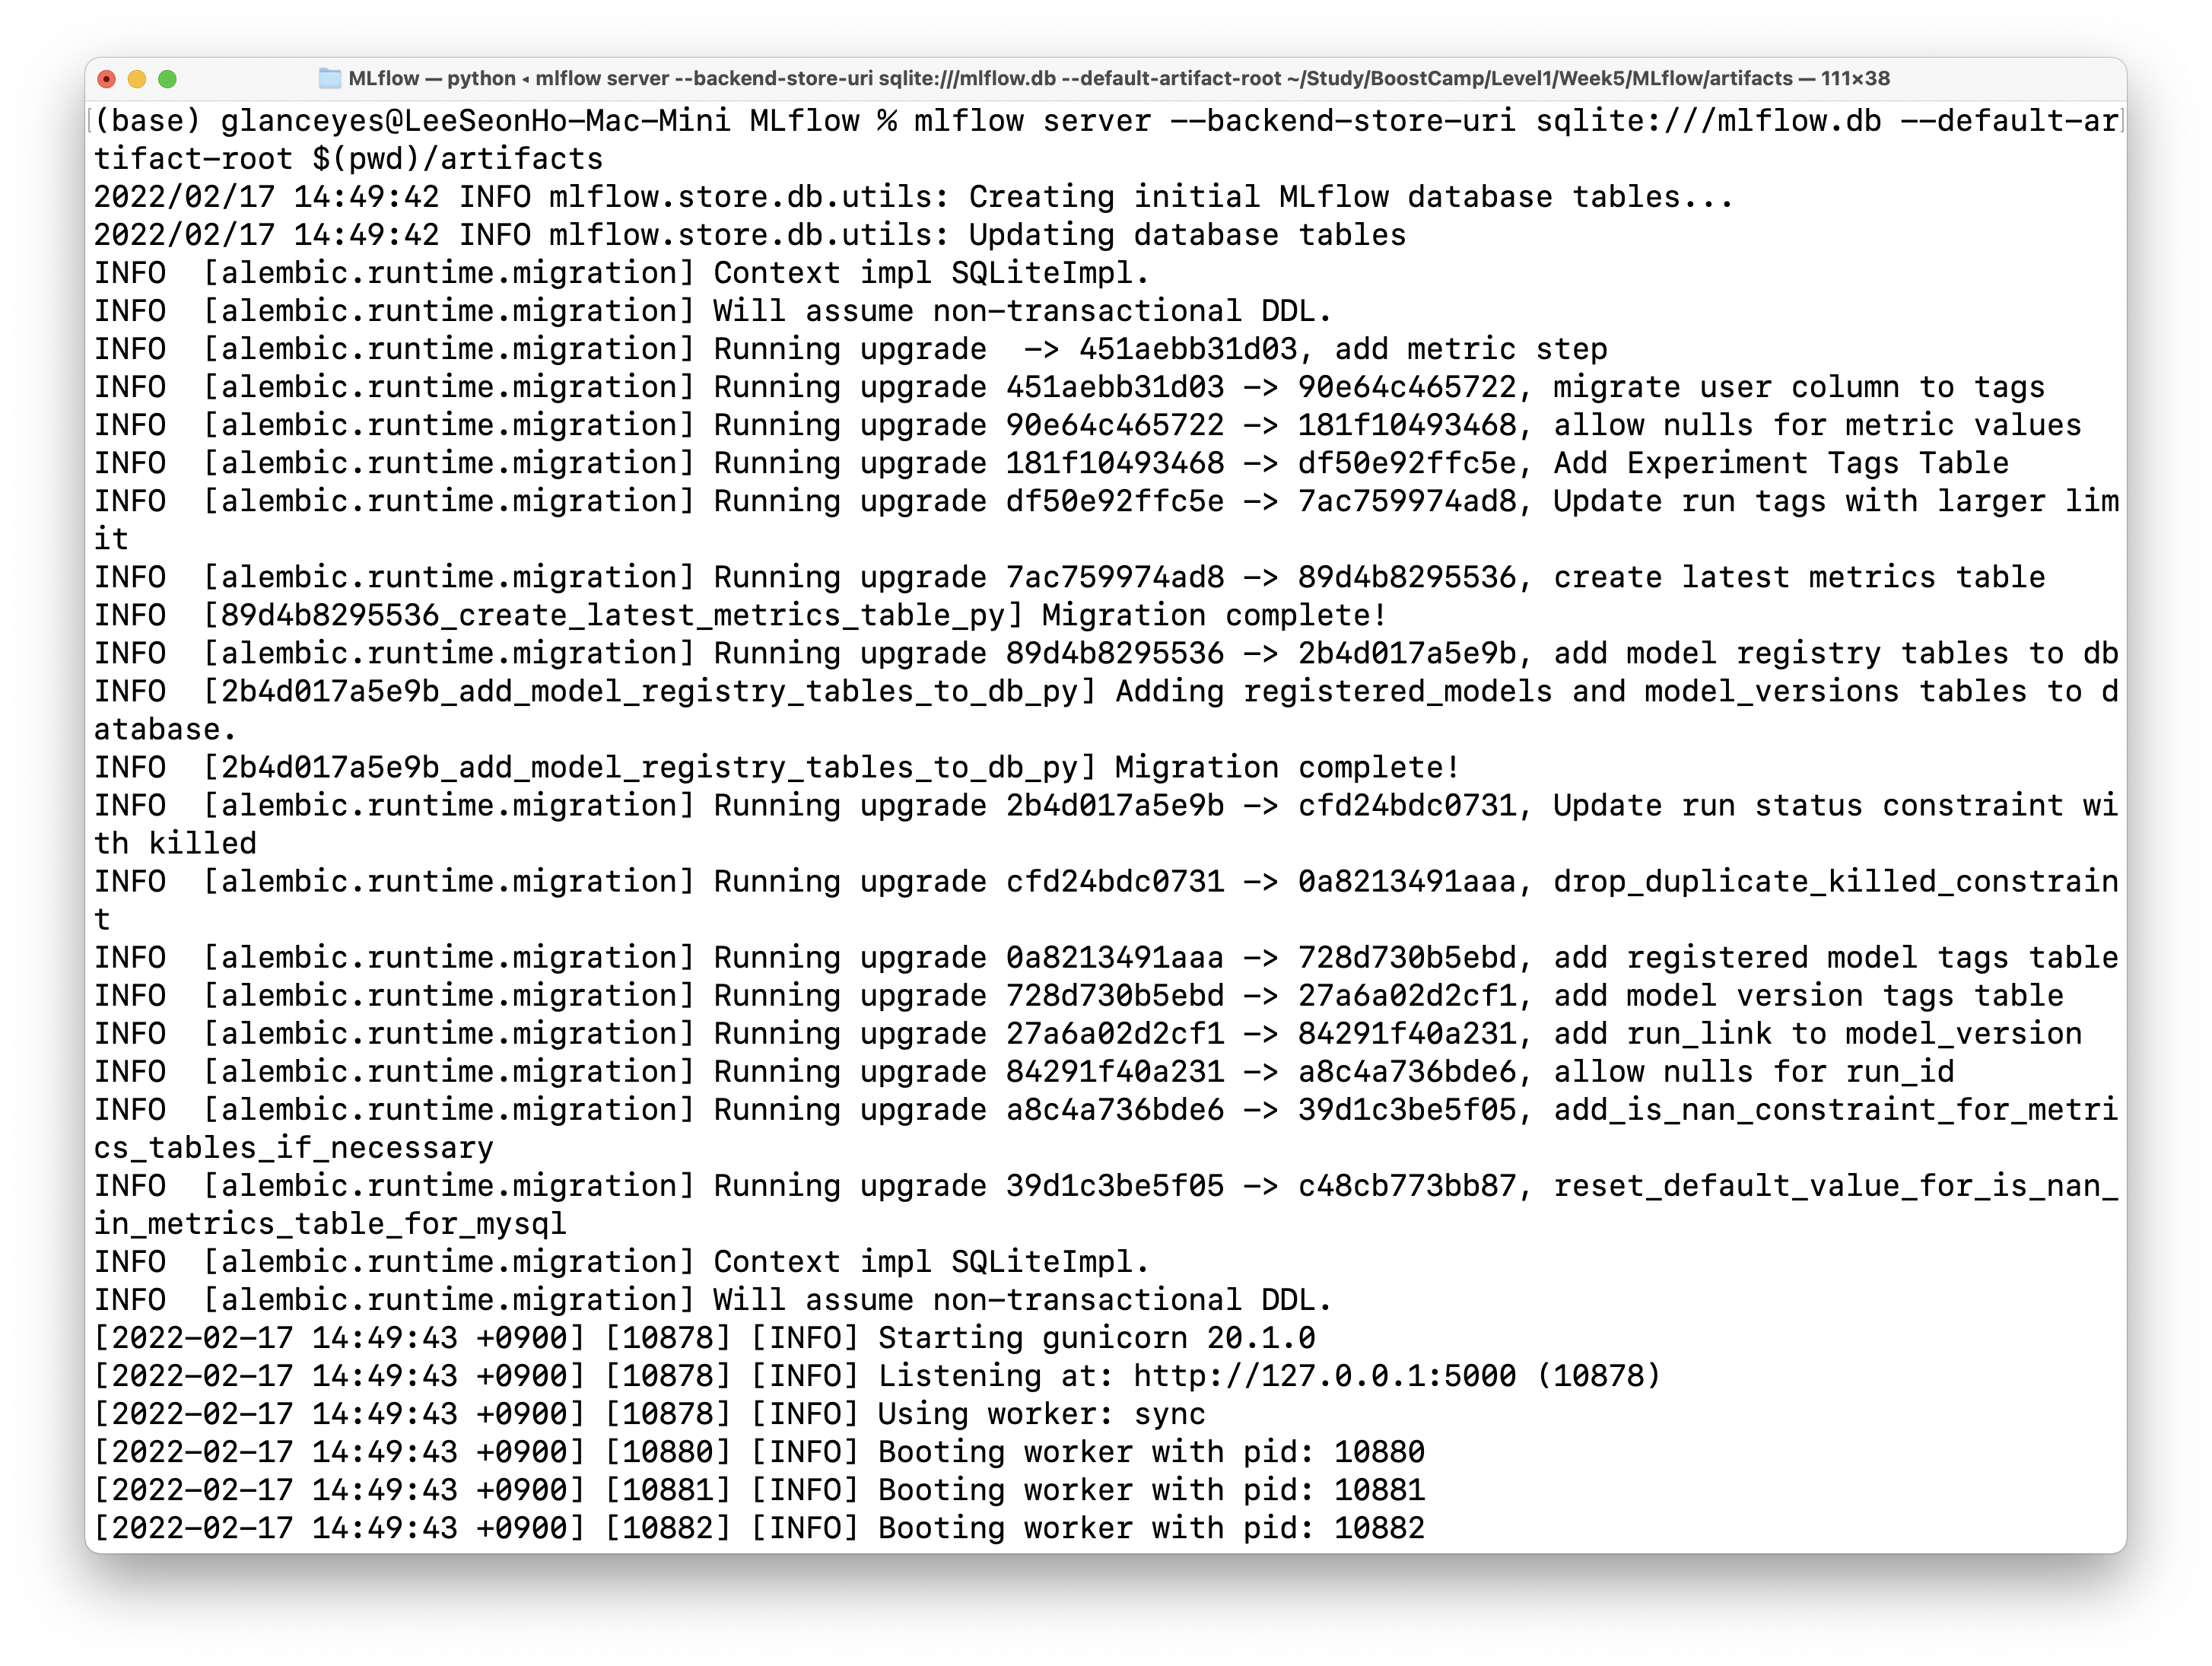 MLflow — python ◂ mlflow server --backend-store-uri sqlite:///mlflow.db --default-artifact-root ~/Study/BoostCamp/Level1/Week5/MLflow/artifacts — 111×38
(base) glanceyes@LeeSeonHo-Mac-Mini MLflow % mlflow server --backend-store-uri sqlite:///mlflow.db --default-ar
tifact-root $(pwd)/artifacts
2022/02/17 14:49:42 INFO mlflow.store.db.utils: Creating initial MLflow database tables...
2022/02/17 14:49:42 INFO mlflow.store.db.utils: Updating database tables
INFO  [alembic.runtime.migration] Context impl SQLiteImpl.
INFO  [alembic.runtime.migration] Will assume non-transactional DDL.
INFO  [alembic.runtime.migration] Running upgrade  -> 451aebb31d03, add metric step
INFO  [alembic.runtime.migration] Running upgrade 451aebb31d03 -> 90e64c465722, migrate user column to tags
INFO  [alembic.runtime.migration] Running upgrade 90e64c465722 -> 181f10493468, allow nulls for metric values
INFO  [alembic.runtime.migration] Running upgrade 181f10493468 -> df50e92ffc5e, Add Experiment Tags Table
INFO  [alembic.runtime.migration] Running upgrade df50e92ffc5e -> 7ac759974ad8, Update run tags with larger lim
it
INFO  [alembic.runtime.migration] Running upgrade 7ac759974ad8 -> 89d4b8295536, create latest metrics table
INFO  [89d4b8295536_create_latest_metrics_table_py] Migration complete!
INFO  [alembic.runtime.migration] Running upgrade 89d4b8295536 -> 2b4d017a5e9b, add model registry tables to db
INFO  [2b4d017a5e9b_add_model_registry_tables_to_db_py] Adding registered_models and model_versions tables to d
atabase.
INFO  [2b4d017a5e9b_add_model_registry_tables_to_db_py] Migration complete!
INFO  [alembic.runtime.migration] Running upgrade 2b4d017a5e9b -> cfd24bdc0731, Update run status constraint wi
th killed
INFO  [alembic.runtime.migration] Running upgrade cfd24bdc0731 -> 0a8213491aaa, drop_duplicate_killed_constrain
t
INFO  [alembic.runtime.migration] Running upgrade 0a8213491aaa -> 728d730b5ebd, add registered model tags table
INFO  [alembic.runtime.migration] Running upgrade 728d730b5ebd -> 27a6a02d2cf1, add model version tags table
INFO  [alembic.runtime.migration] Running upgrade 27a6a02d2cf1 -> 84291f40a231, add run_link to model_version
INFO  [alembic.runtime.migration] Running upgrade 84291f40a231 -> a8c4a736bde6, allow nulls for run_id
INFO  [alembic.runtime.migration] Running upgrade a8c4a736bde6 -> 39d1c3be5f05, add_is_nan_constraint_for_metri
cs_tables_if_necessary
INFO  [alembic.runtime.migration] Running upgrade 39d1c3be5f05 -> c48cb773bb87, reset_default_value_for_is_nan_
in_metrics_table_for_mysql
INFO  [alembic.runtime.migration] Context impl SQLiteImpl.
INFO  [alembic.runtime.migration] Will assume non-transactional DDL.
[2022-02-17 14:49:43 +0900] [10878] [INFO] Starting gunicorn 20.1.0
[2022-02-17 14:49:43 +0900] [10878] [INFO] Listening at: http://127.0.0.1:5000 (10878)
[2022-02-17 14:49:43 +0900] [10878] [INFO] Using worker: sync
[2022-02-17 14:49:43 +0900] [10880] [INFO] Booting worker with pid: 10880
[2022-02-17 14:49:43 +0900] [10881] [INFO] Booting worker with pid: 10881
[2022-02-17 14:49:43 +0900] [10882] [INFO] Booting worker with pid: 10882